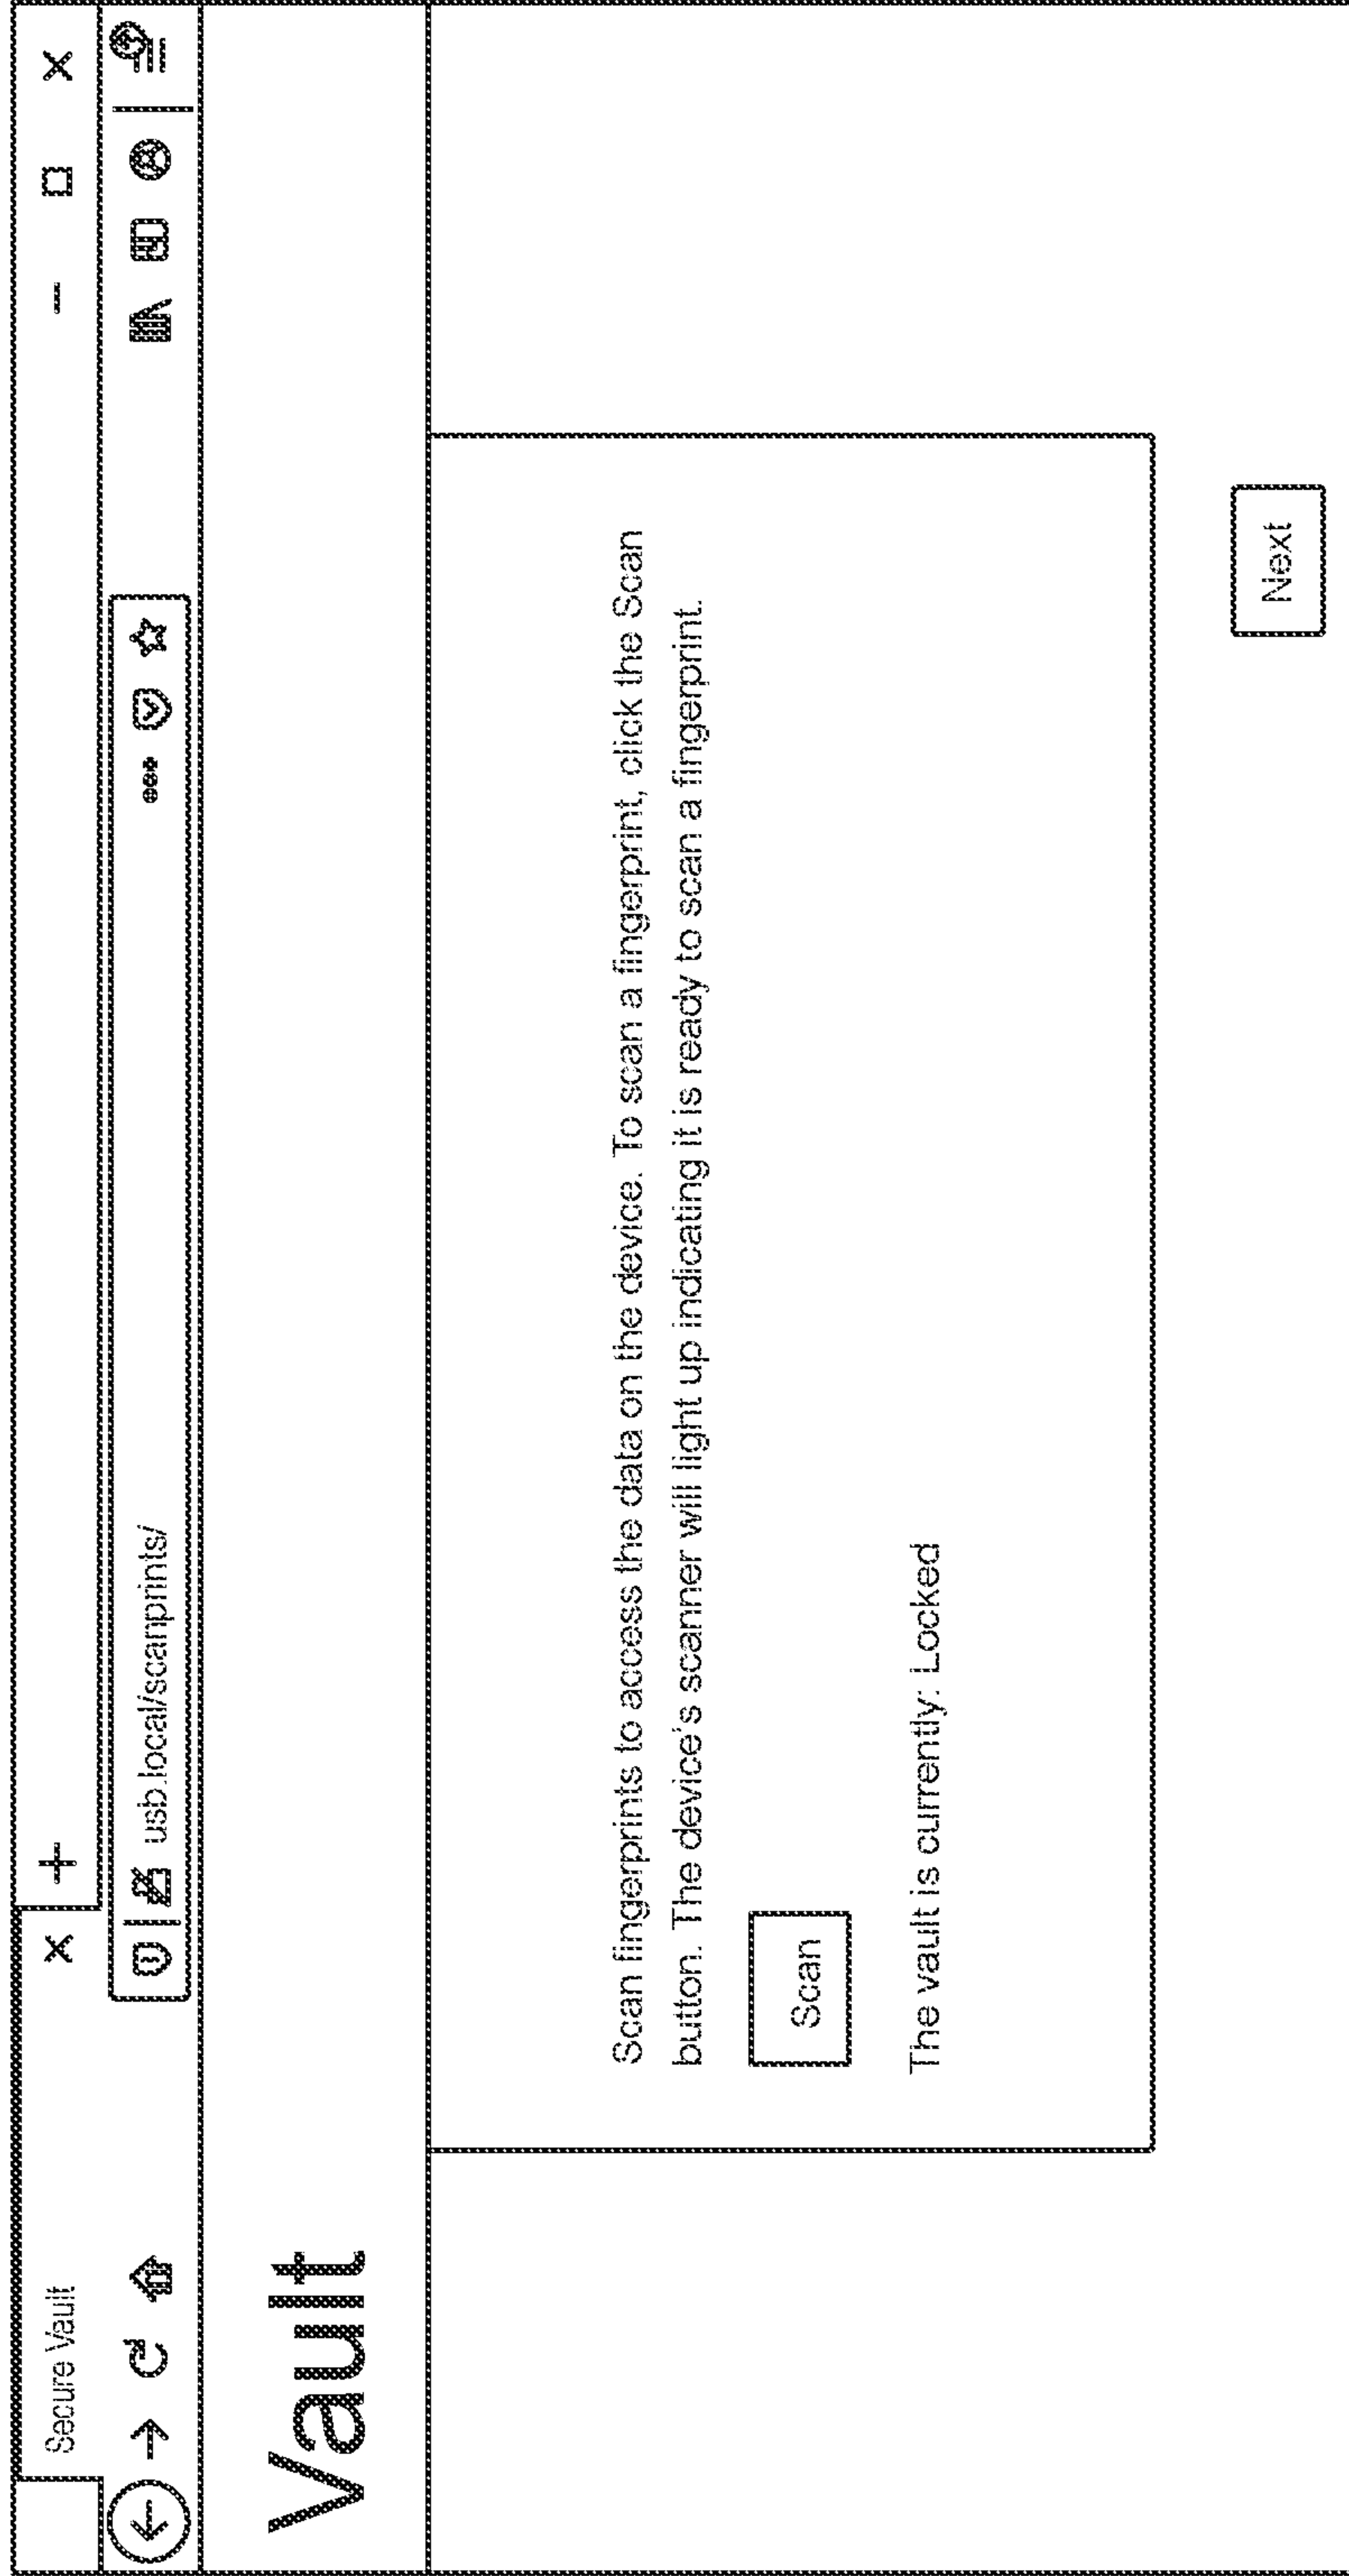 Secure Vault
usb.local/scanprints/
Vault
Scan fingerprints to access the data on the device. To scan a fingerprint, click the Scan
button. The device's scanner will light up indicating it is ready to scan a fingerprint.
Scan
The vault is currently: Locked
Next